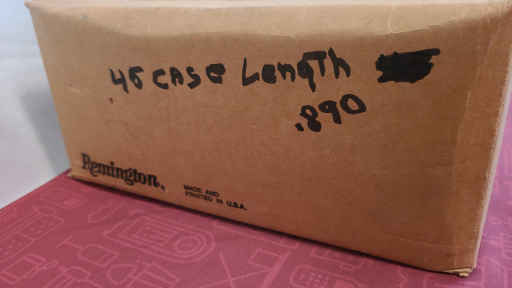 45 CASE LengTh
.890
Remington®
MADE AND
PRINTED IN U.S.A.